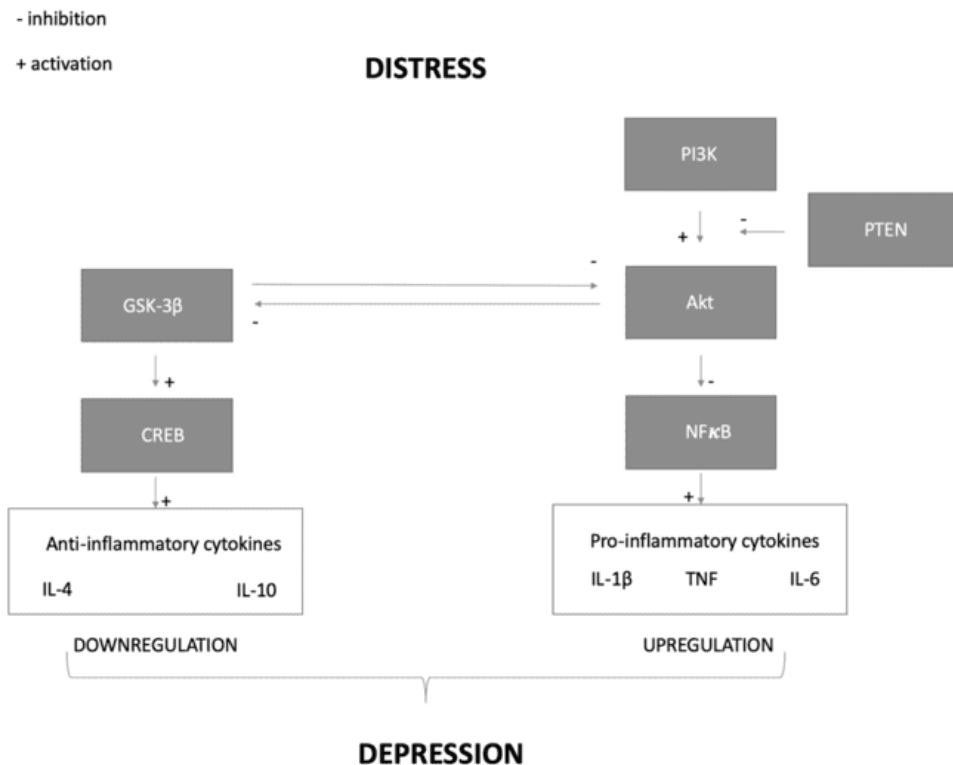 - inhibition
+ activation
DISTRESS
PI3K
PTEN
+
-
-
GSK-3β
Akt
-
+
-
CREB
NFκB
+
+
Anti-inflammatory cytokines
IL-4 IL-10
Pro-inflammatory cytokines
IL-1β TNF IL-6
DOWNREGULATION
UPREGULATION
DEPRESSION